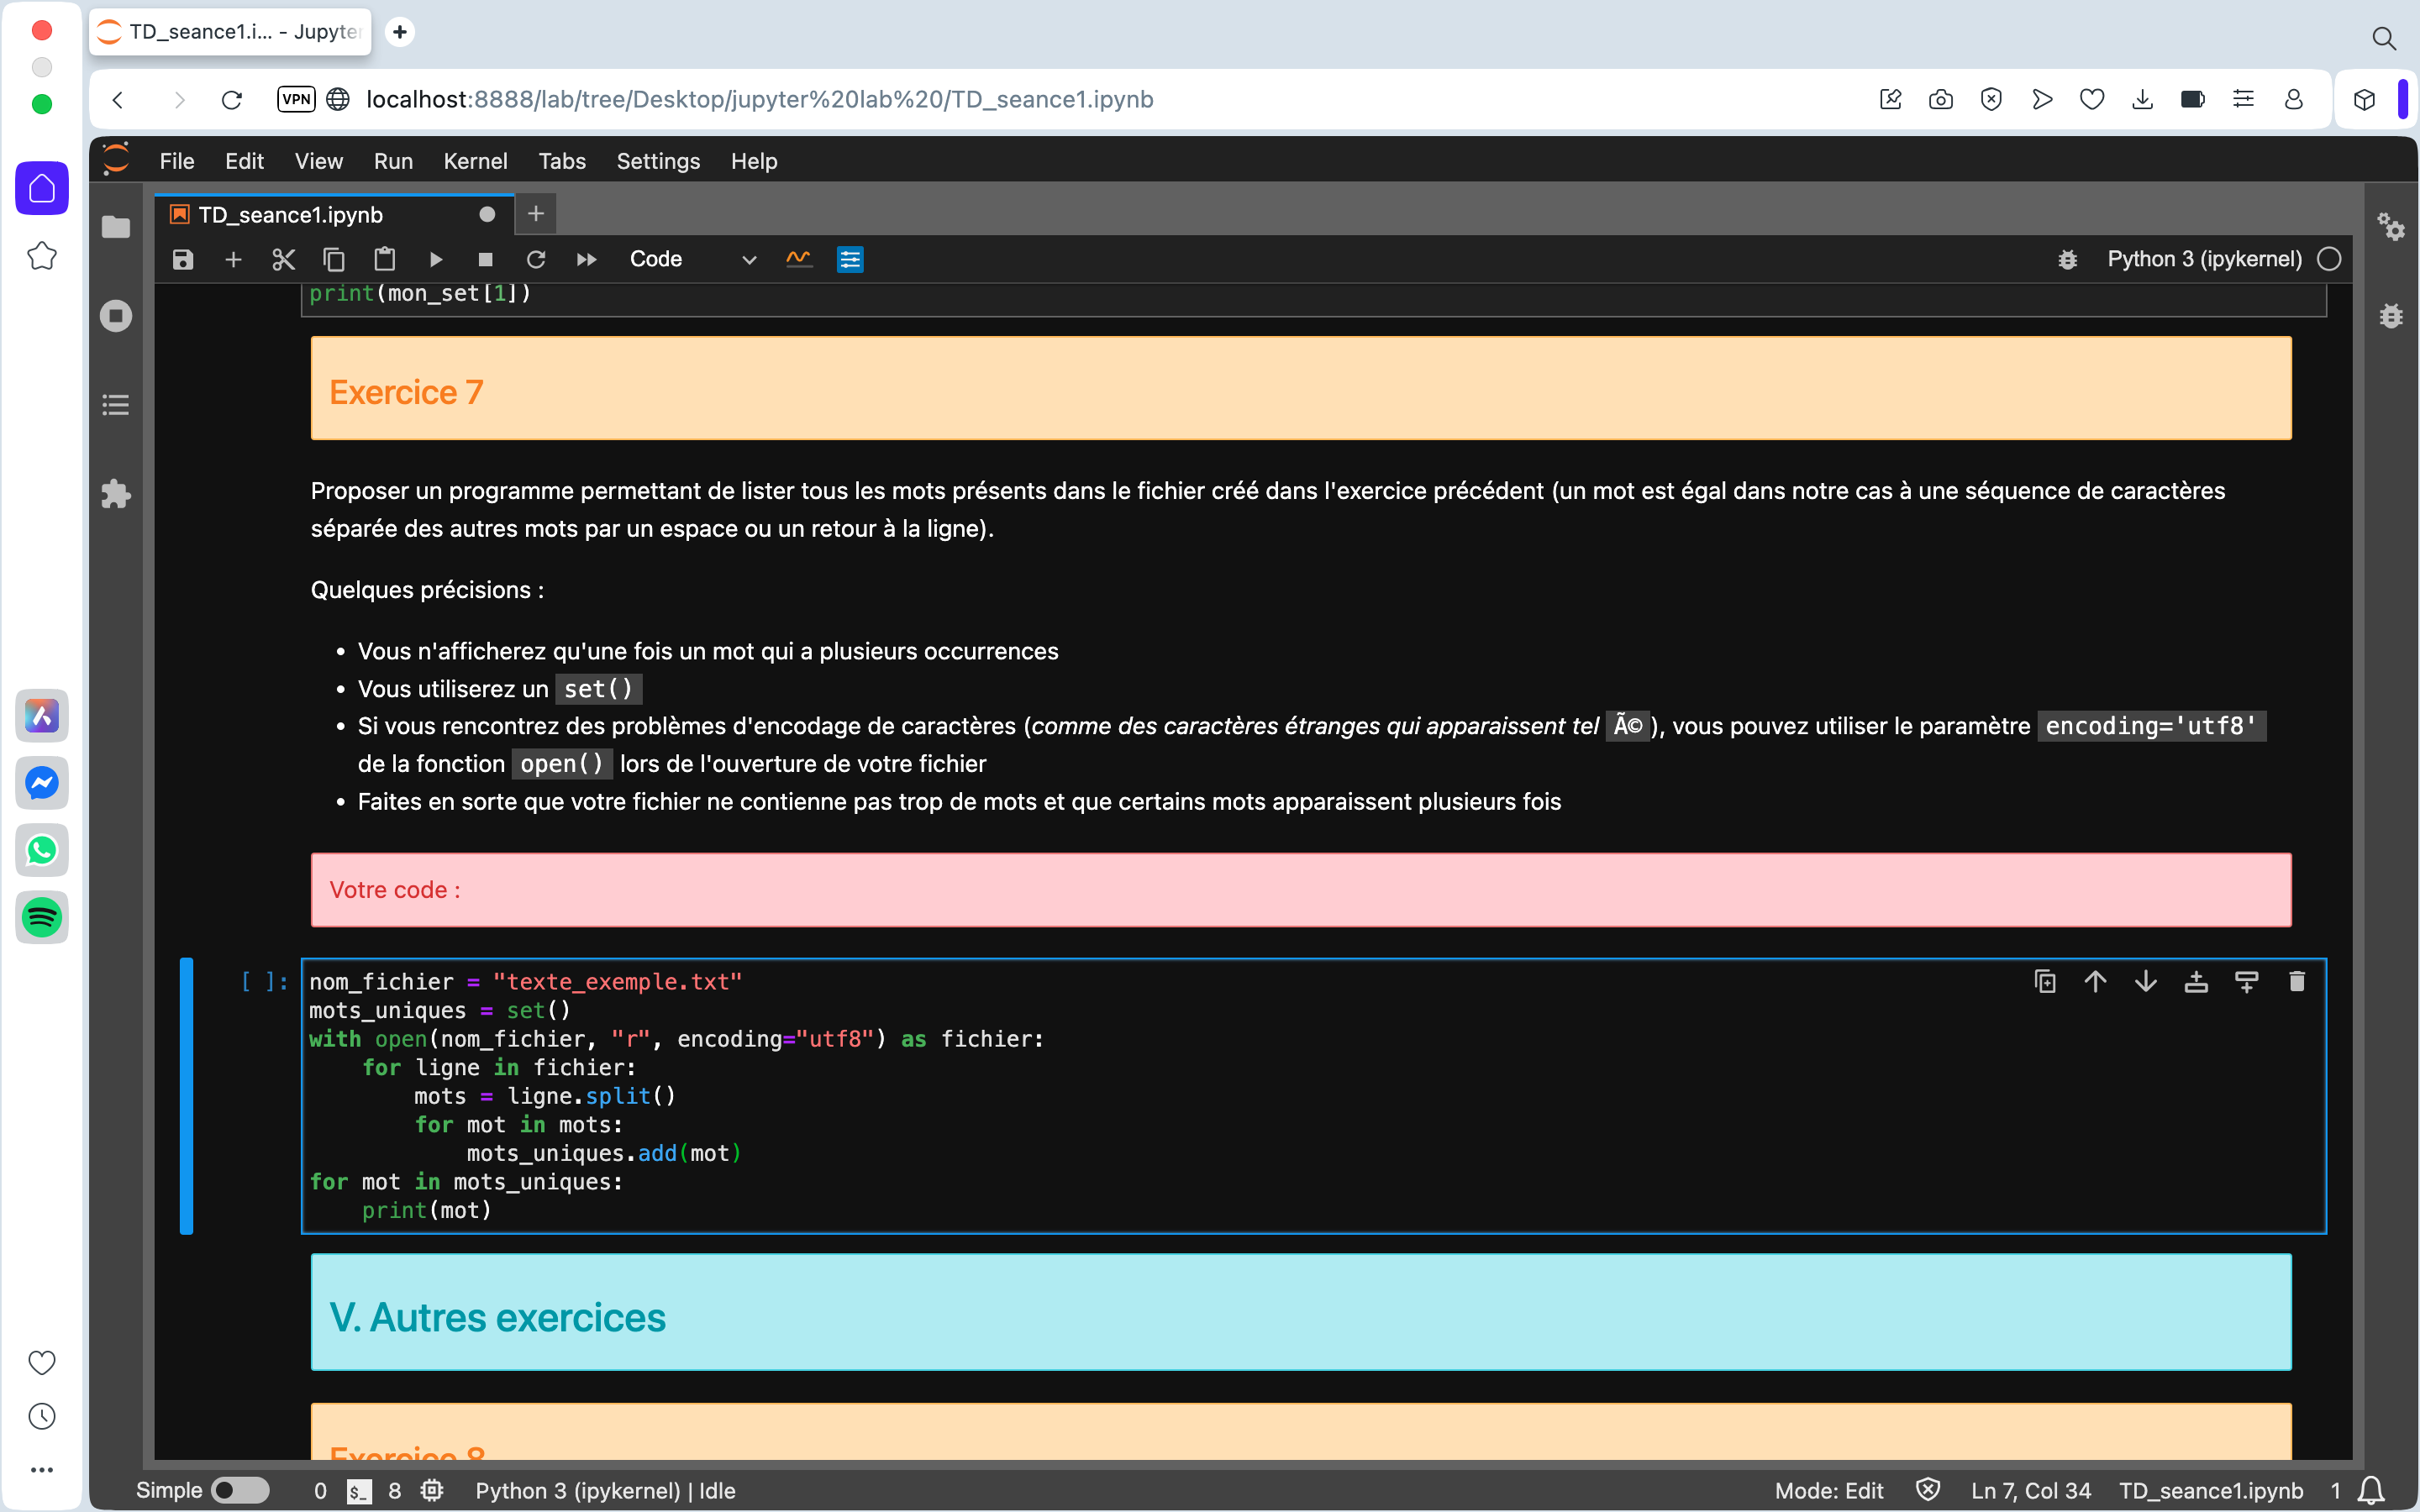 TD_seance1.i... - Jupyte
VPN localhost:8888/lab/tree/Desktop/jupyter%20lab%20/TD_seance1.ipynb
File Edit View Run Kernel Tabs Settings Help
TD_seance1.ipynb
Code Python 3 (ipykernel)
print(mon_set[1])
Exercice 7
Proposer un programme permettant de lister tous les mots présents dans le fichier créé dans l'exercice précédent (un mot est égal dans notre cas à une séquence de caractères
séparée des autres mots par un espace ou un retour à la ligne).
Quelques précisions :
• Vous n'afficherez qu'une fois un mot qui a plusieurs occurrences
• Vous utiliserez un set()
• Si vous rencontrez des problèmes d'encodage de caractères (comme des caractères étranges qui apparaissent tel Ã©), vous pouvez utiliser le paramètre encoding='utf8'
de la fonction open() lors de l'ouverture de votre fichier
• Faites en sorte que votre fichier ne contienne pas trop de mots et que certains mots apparaissent plusieurs fois
Votre code :
[ ]: nom_fichier = "texte_exemple.txt"
mots_uniques = set()
with open(nom_fichier, "r", encoding="utf8") as fichier:
    for ligne in fichier:
        mots = ligne.split()
        for mot in mots:
            mots_uniques.add(mot)
for mot in mots_uniques:
    print(mot)
V. Autres exercices
Exercice 8
Simple 0 $_ 8 Python 3 (ipykernel) | Idle Mode: Edit Ln 7, Col 34 TD_seance1.ipynb 1